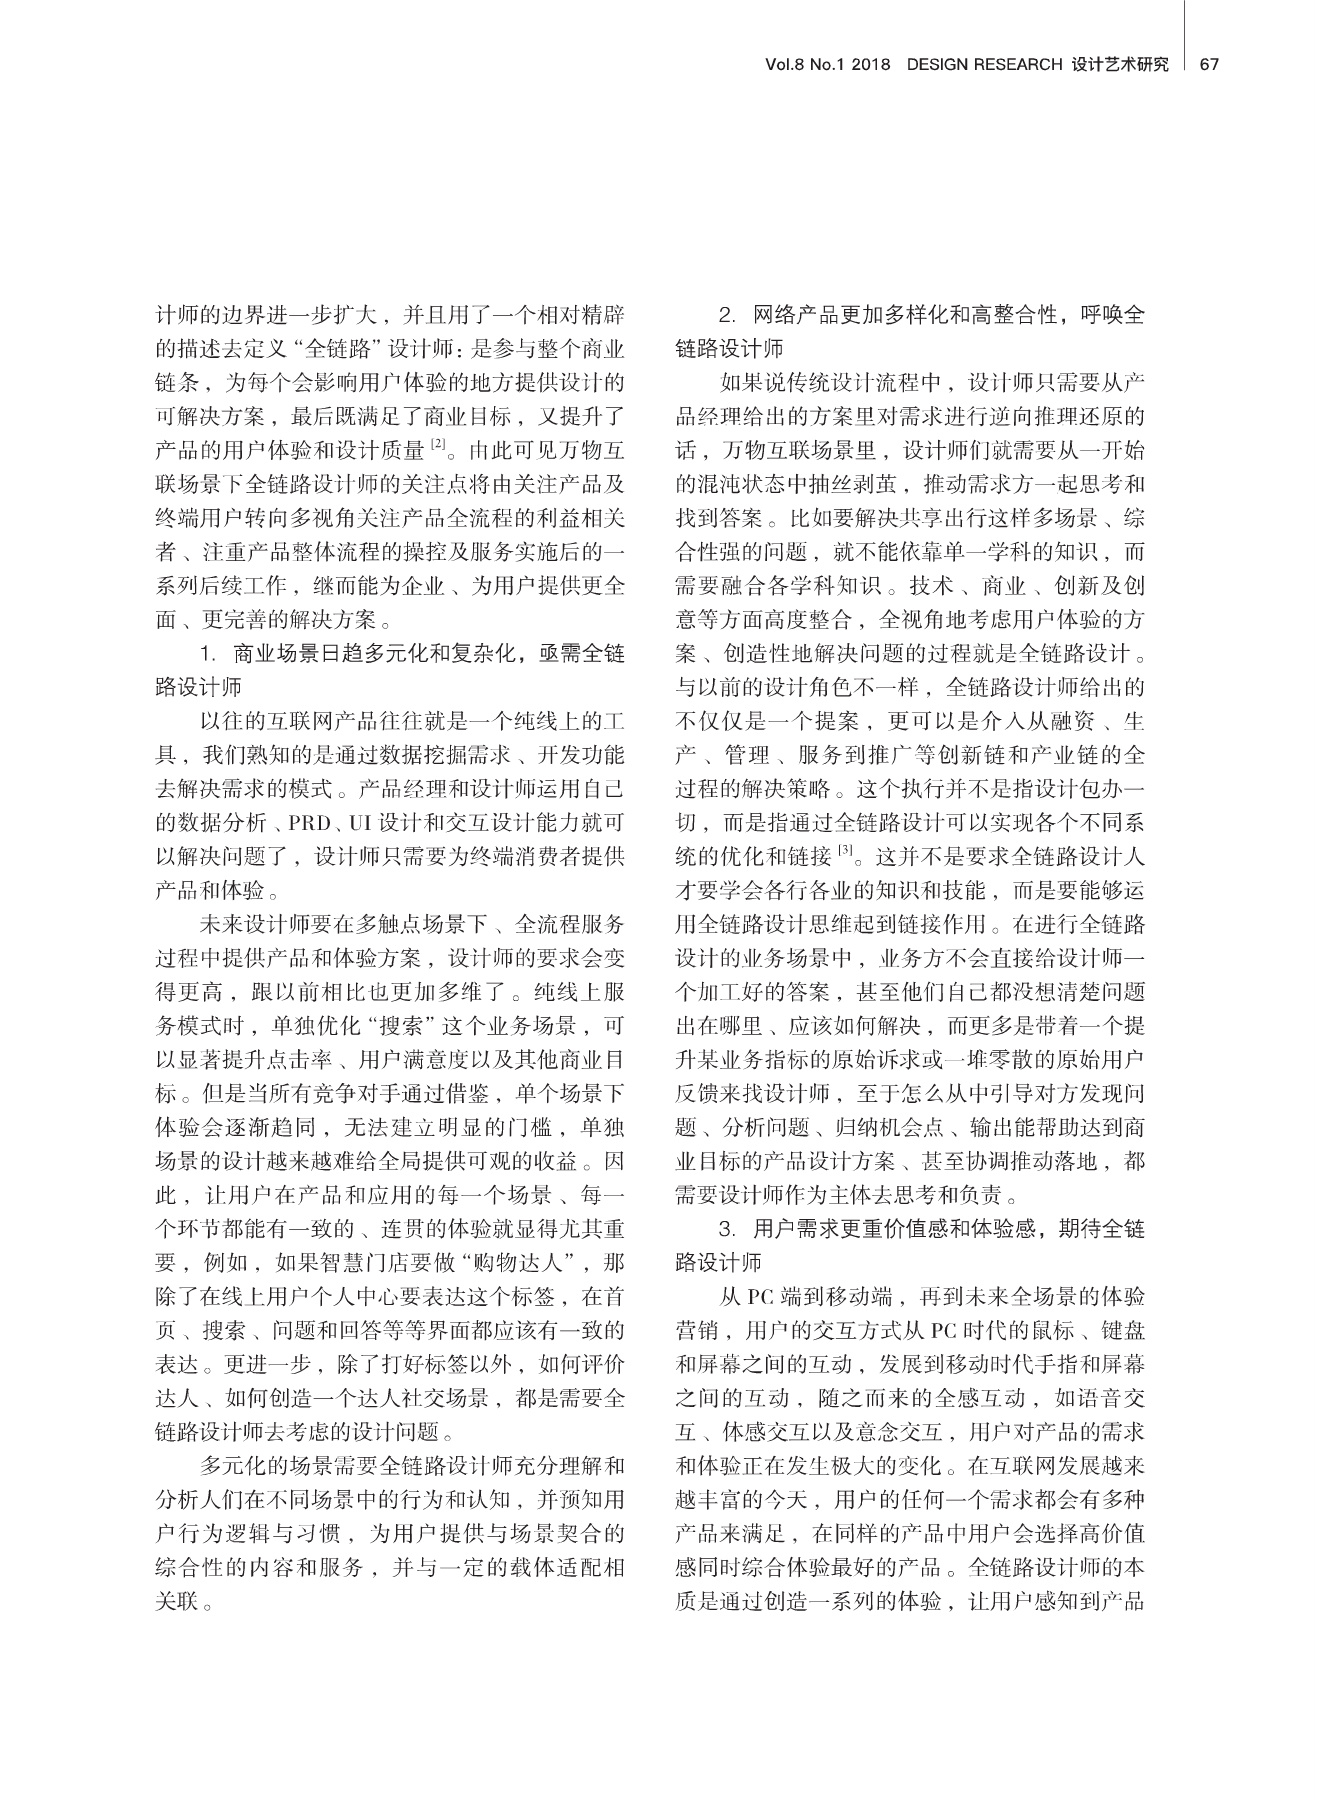 Vol.8 No.1 2018 DESIGN RESEARCH 设计艺术研究 67
计师的边界进一步扩大，并且用了一个相对精辟
的描述去定义“全链路”设计师：是参与整个商业
链条，为每个会影响用户体验的地方提供设计的
可解决方案，最后既满足了商业目标，又提升了
产品的用户体验和设计质量[2]。由此可见万物互
联场景下全链路设计师的关注点将由关注产品及
终端用户转向多视角关注产品全流程的利益相关
者、注重产品整体流程的操控及服务实施后的一
系列后续工作，继而能为企业、为用户提供更全
面、更完善的解决方案。
1. 商业场景日趋多元化和复杂化，亟需全链
路设计师
以往的互联网产品往往就是一个纯线上的工
具，我们熟知的是通过数据挖掘需求、开发功能
去解决需求的模式。产品经理和设计师运用自己
的数据分析、PRD、UI 设计和交互设计能力就可
以解决问题了，设计师只需要为终端消费者提供
产品和体验。
未来设计师要在多触点场景下、全流程服务
过程中提供产品和体验方案，设计师的要求会变
得更高，跟以前相比也更加多维了。纯线上服
务模式时，单独优化“搜索”这个业务场景，可
以显著提升点击率、用户满意度以及其他商业目
标。但是当所有竞争对手通过借鉴，单个场景下
体验会逐渐趋同，无法建立明显的门槛，单独
场景的设计越来越难给全局提供可观的收益。因
此，让用户在产品和应用的每一个场景、每一
个环节都能有一致的、连贯的体验就显得尤其重
要，例如，如果智慧门店要做“购物达人”，那
除了在线上用户个人中心要表达这个标签，在首
页、搜索、问题和回答等等界面都应该有一致的
表达。更进一步，除了打好标签以外，如何评价
达人、如何创造一个达人社交场景，都是需要全
链路设计师去考虑的设计问题。
多元化的场景需要全链路设计师充分理解和
分析人们在不同场景中的行为和认知，并预知用
户行为逻辑与习惯，为用户提供与场景契合的
综合性的内容和服务，并与一定的载体适配相
关联。
2. 网络产品更加多样化和高整合性，呼唤全
链路设计师
如果说传统设计流程中，设计师只需要从产
品经理给出的方案里对需求进行逆向推理还原的
话，万物互联场景里，设计师们就需要从一开始
的混沌状态中抽丝剥茧，推动需求方一起思考和
找到答案。比如要解决共享出行这样多场景、综
合性强的问题，就不能依靠单一学科的知识，而
需要融合各学科知识。技术、商业、创新及创
意等方面高度整合，全视角地考虑用户体验的方
案、创造性地解决问题的过程就是全链路设计。
与以前的设计角色不一样，全链路设计师给出的
不仅仅是一个提案，更可以是介入从融资、生
产、管理、服务到推广等创新链和产业链的全
过程的解决策略。这个执行并不是指设计包办一
切，而是指通过全链路设计可以实现各个不同系
统的优化和链接[3]。这并不是要求全链路设计人
才要学会各行各业的知识和技能，而是要能够运
用全链路设计思维起到链接作用。在进行全链路
设计的业务场景中，业务方不会直接给设计师一
个加工好的答案，甚至他们自己都没想清楚问题
出在哪里、应该如何解决，而更多是带着一个提
升某业务指标的原始诉求或一堆零散的原始用户
反馈来找设计师，至于怎么从中引导对方发现问
题、分析问题、归纳机会点、输出能帮助达到商
业目标的产品设计方案、甚至协调推动落地，都
需要设计师作为主体去思考和负责。
3. 用户需求更重价值感和体验感，期待全链
路设计师
从 PC 端到移动端，再到未来全场景的体验
营销，用户的交互方式从 PC 时代的鼠标、键盘
和屏幕之间的互动，发展到移动时代手指和屏幕
之间的互动，随之而来的全感互动，如语音交
互、体感交互以及意念交互，用户对产品的需求
和体验正在发生极大的变化。在互联网发展越来
越丰富的今天，用户的任何一个需求都会有多种
产品来满足，在同样的产品中用户会选择高价值
感同时综合体验最好的产品。全链路设计师的本
质是通过创造一系列的体验，让用户感知到产品